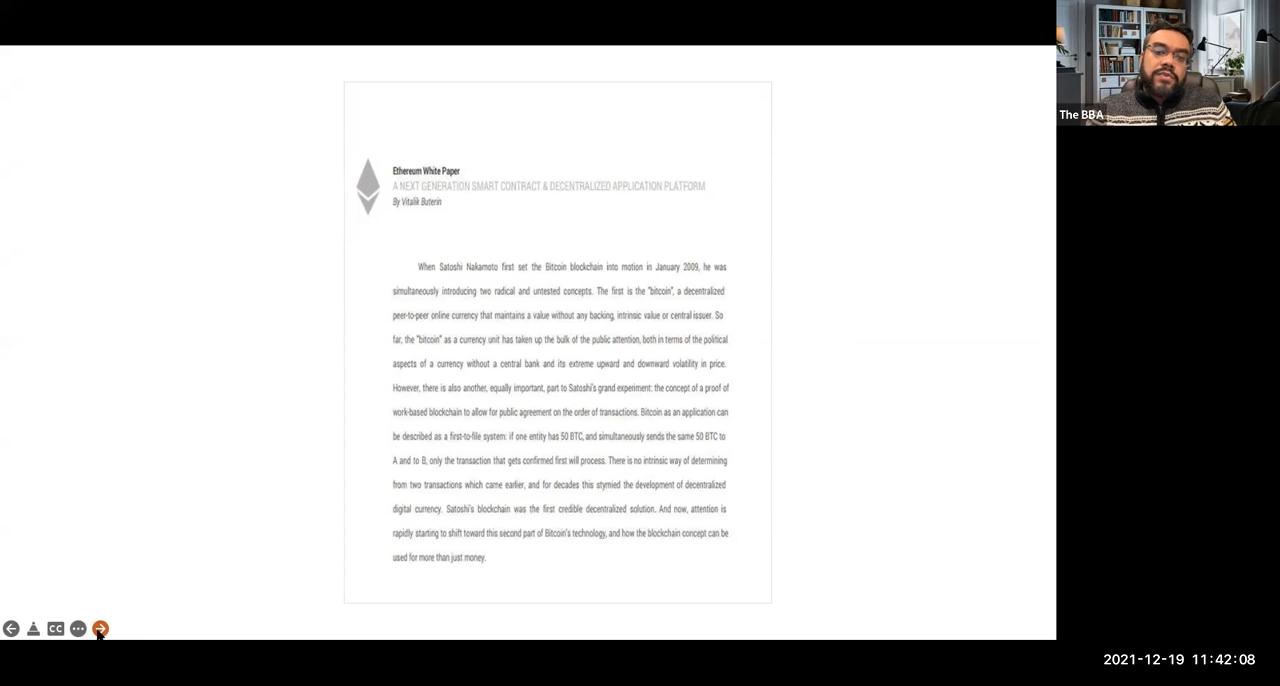 The BBA
Ethereum White Paper
A NEXT GENERATION SMART CONTRACT & DECENTRALIZED APPLICATION PLATFORM
By Vitalik Buterin
When Satoshi Nakamoto first set the Bitcoin blockchain into motion in January 2009, he was
simultaneously introducing two radical and untested concepts. The first is the "bitcoin", a decentralized
peer-to-peer online currency that maintains a value without any backing, intrinsic value or central issuer. So
far, the "bitcoin" as a currency unit has taken up the bulk of the public attention, both in terms of the political
aspects of a currency without a central bank and its extreme upward and downward volatility in price.
However, there is also another, equally important, part to Satoshi's grand experiment: the concept of a proof of
work-based blockchain to allow for public agreement on the order of transactions. Bitcoin as an application can
be described as a first-to-file system: if one entity has 50 BTC, and simultaneously sends the same 50 BTC to
A and to B, only the transaction that gets confirmed first will process. There is no intrinsic way of determining
from two transactions which came earlier, and for decades this stymied the development of decentralized
digital currency. Satoshi's blockchain was the first credible decentralized solution. And now, attention is
rapidly starting to shift toward this second part of Bitcoin's technology, and how the blockchain concept can be
used for more than just money.
CC
2021-12-19 11:42:08